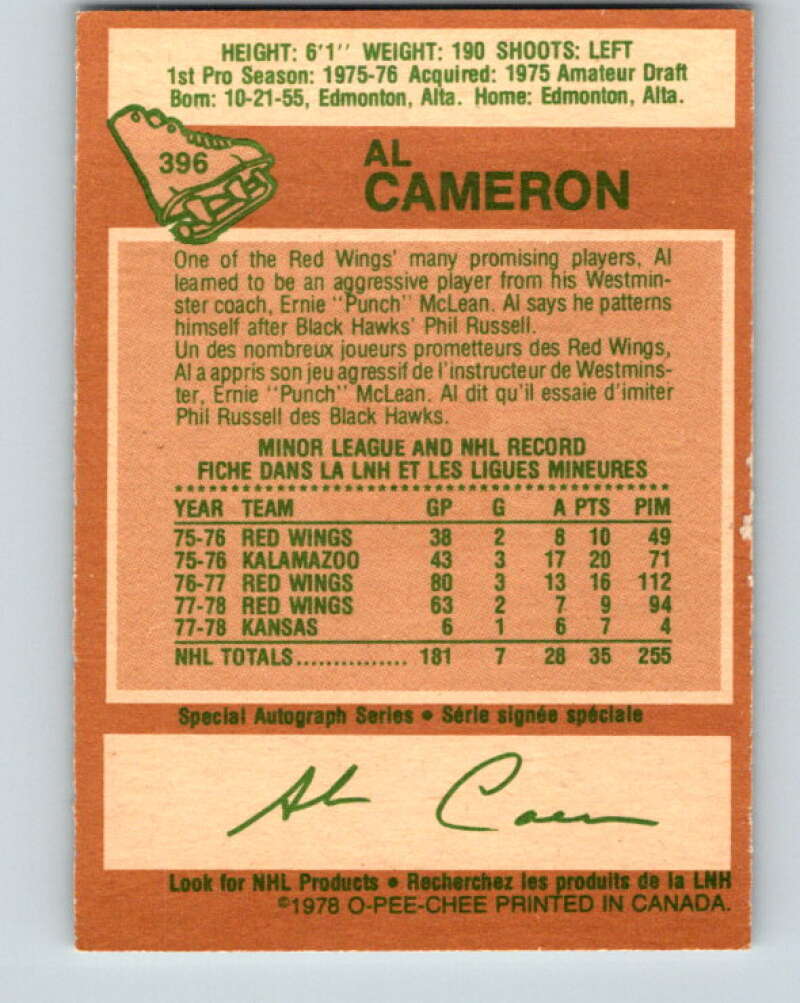 HEIGHT: 6'1'' WEIGHT: 190 SHOOTS: LEFT
1st Pro Season: 1975-76 Acquired: 1975 Amateur Draft
Born: 10-21-55, Edmonton, Alta. Home: Edmonton, Alta.
396
AL
CAMERON
One of the Red Wings' many promising players, Al
learned to be an aggressive player from his Westmin-
ster coach, Ernie "Punch" McLean. Al says he patterns
himself after Black Hawks' Phil Russell.
Un des nombreux joueurs prometteurs des Red Wings,
Al a appris son jeu agressif de l'instructeur de Westmins-
ter, Ernie "Punch" McLean. Al dit qu'il essaie d'imiter
Phil Russell des Black Hawks.
MINOR LEAGUE AND NHL RECORD
FICHE DANS LA LNH ET LES LIGUES MINEURES
YEAR TEAM GP G A PTS PIM
75-76 RED WINGS 38 2 8 10 49
75-76 KALAMAZOO 43 3 17 20 71
76-77 RED WINGS 80 3 13 16 112
77-78 RED WINGS 63 2 7 9 94
77-78 KANSAS 6 1 6 7 4
NHL TOTALS............... 181 7 28 35 255
Special Autograph Series • Série signée spéciale
Al Cameron
Look for NHL Products • Recherchez les produits de la LNH
©1978 O-PEE-CHEE PRINTED IN CANADA.